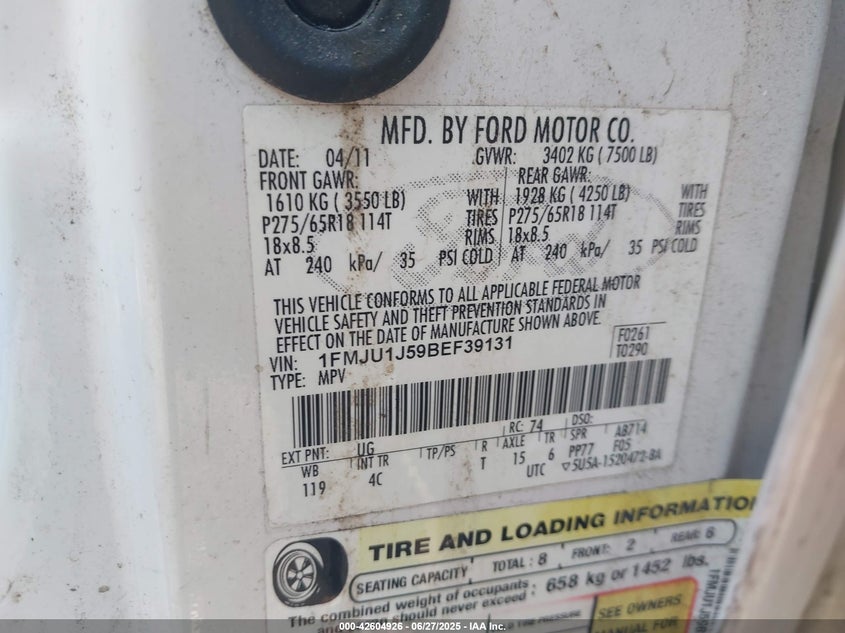 MFD. BY FORD MOTOR CO.
DATE: 04/11 GVWR: 3402 KG ( 7500 LB)
FRONT GAWR: REAR GAWR:
1610 KG ( 3550 LB) WITH 1928 KG ( 4250 LB) WITH
P275/65R18 114T TIRES P275/65R18 114T TIRES
18x8.5 RIMS 18x8.5 RIMS
AT 240 kPa/ 35 PSI COLD AT 240 kPa/ 35 PSI COLD
THIS VEHICLE CONFORMS TO ALL APPLICABLE FEDERAL MOTOR
VEHICLE SAFETY AND THEFT PREVENTION STANDARDS IN
EFFECT ON THE DATE OF MANUFACTURE SHOWN ABOVE.
VIN: 1FMJU1J59BEF39131 F0261
TYPE: MPV T0290
EXT PNT: UG RC: 74 DSO:
WB INT TR TP/PS R AXLE TR SPR AB714
119 4C T 15 6 PP77 F05
UTC ▽5U5A-1520472-BA
TIRE AND LOADING INFORMATION
SEATING CAPACITY TOTAL : 8 FRONT: 2 REAR: 6
The combined weight of occupants
should never exceed : 658 kg or 1452 lbs.
TIRE PRESSURE
SEE OWNERS
MANUAL FOR
000-42604926 - 06/27/2025 - IAA Inc.